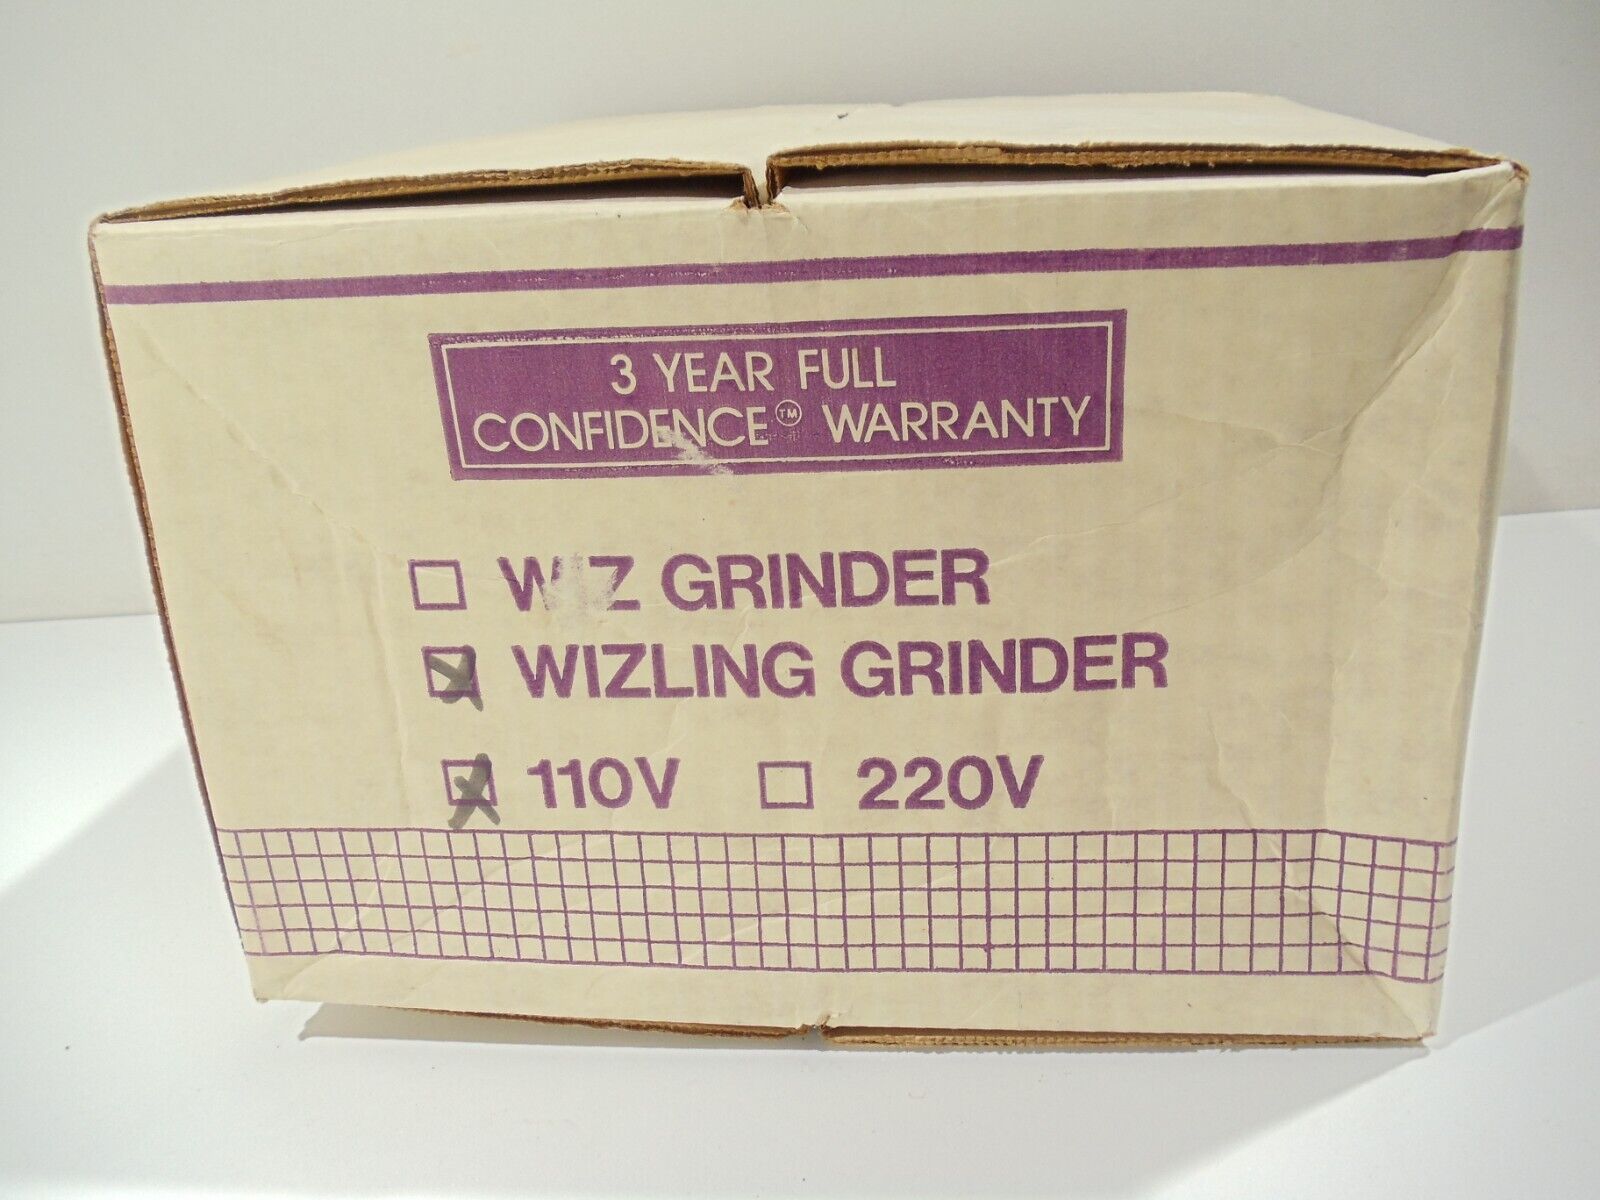 3 YEAR FULL
CONFIDENCE™ WARRANTY
WIZ GRINDER
WIZLING GRINDER
110V 220V